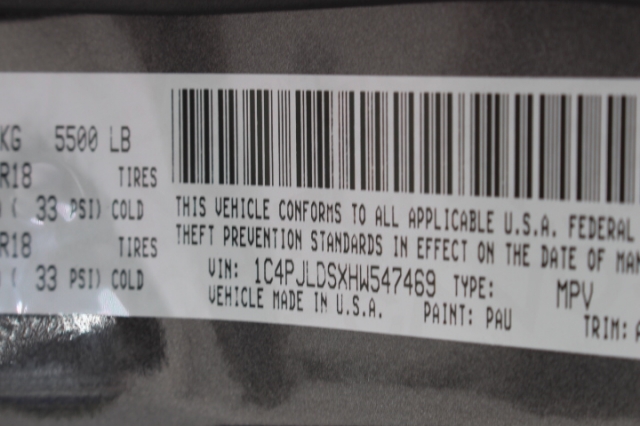 KG 5500 LB
R18 TIRES
( 33 PSI) COLD
R18 TIRES
( 33 PSI) COLD
THIS VEHICLE CONFORMS TO ALL APPLICABLE U.S.A. FEDERAL
THEFT PREVENTION STANDARDS IN EFFECT ON THE DATE OF MAN
VIN: 1C4PJLDSXHW547469 TYPE: MPV
VEHICLE MADE IN U.S.A. PAINT: PAU TRIM: A